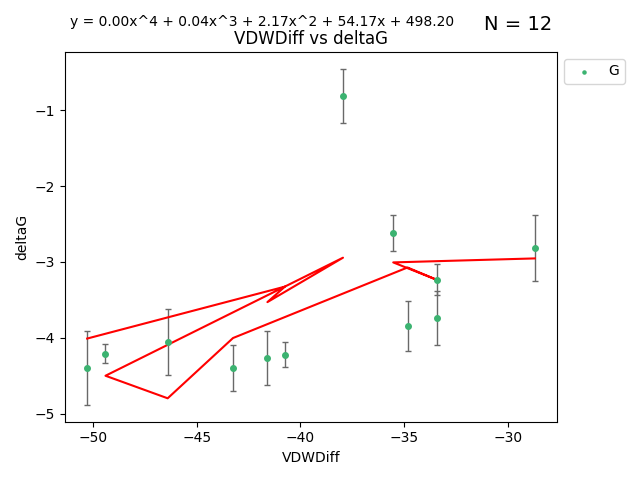 y = 0.00x^4 + 0.04x^3 + 2.17x^2 + 54.17x + 498.20
N = 12
VDWDiff vs deltaG
G
deltaG
−1
−2
−3
−4
−5
−50
−45
−40
−35
−30
VDWDiff